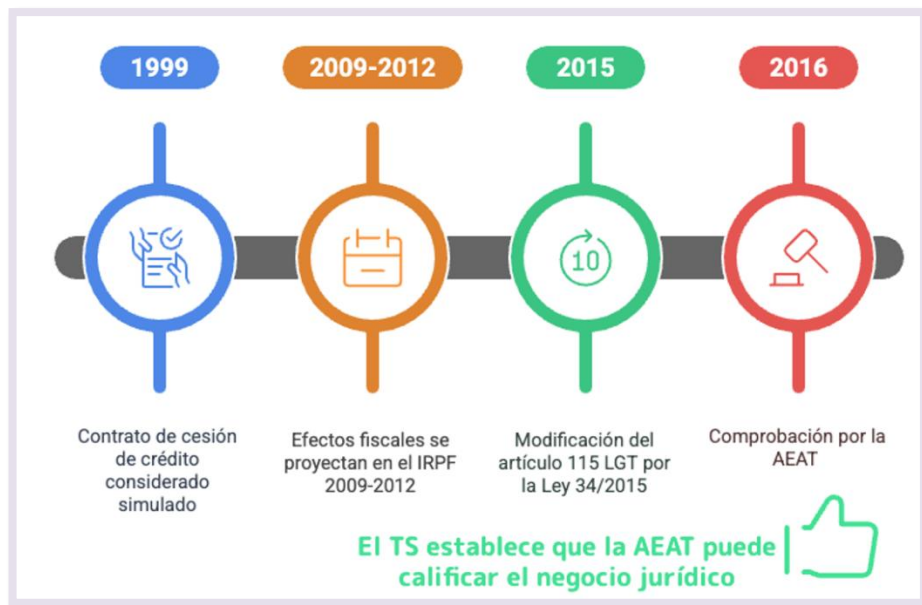 1999
2009-2012
2015
2016
10
Contrato de cesión
de crédito
considerado
simulado
Efectos fiscales se
proyectan en el IRPF
2009-2012
Modificación del
artículo 115 LGT por
la Ley 34/2015
Comprobación por la
AEAT
El TS establece que la AEAT puede
calificar el negocio jurídico